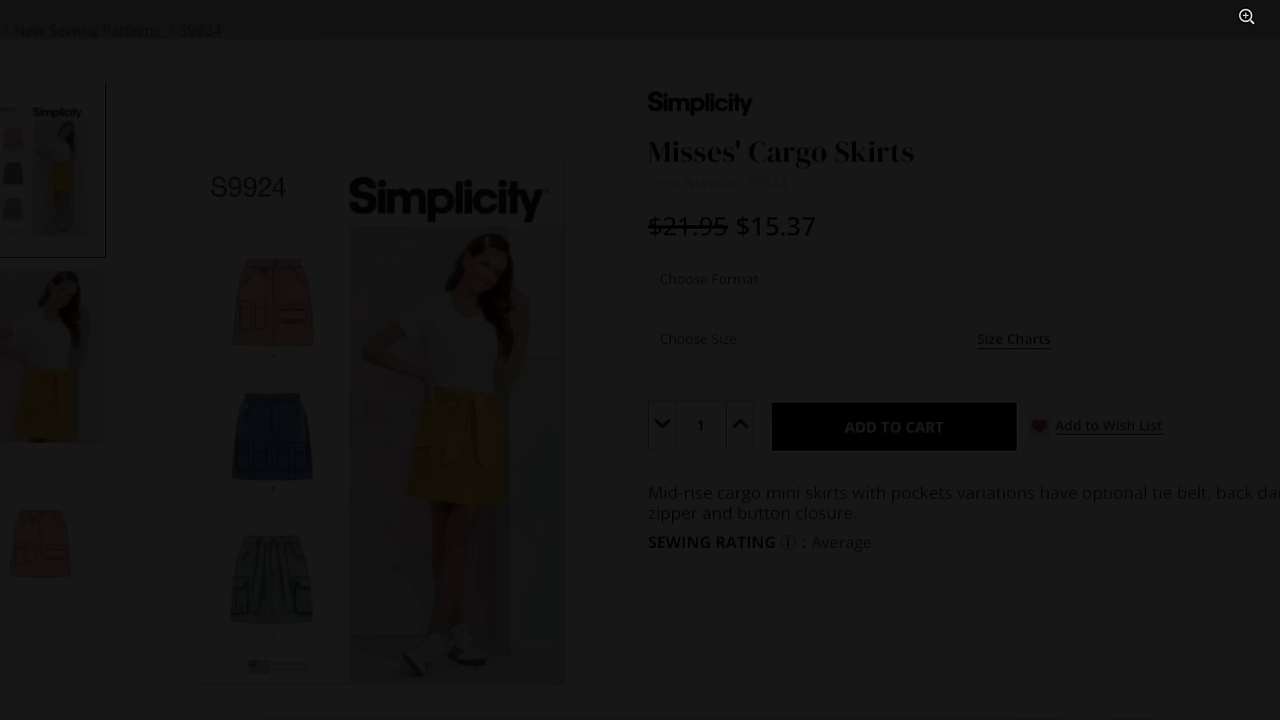 / New Sewing Patterns / S9924
Simplicity
Simplicity
Misses' Cargo Skirts
Item Number S9924
S9924
Simplicity
$21.95 $15.37
Choose Format
Choose Size
Size Charts
1
ADD TO CART
Add to Wish List
Mid-rise cargo mini skirts with pockets variations have optional tie belt, back da
zipper and button closure.
SEWING RATING ⓘ : Average